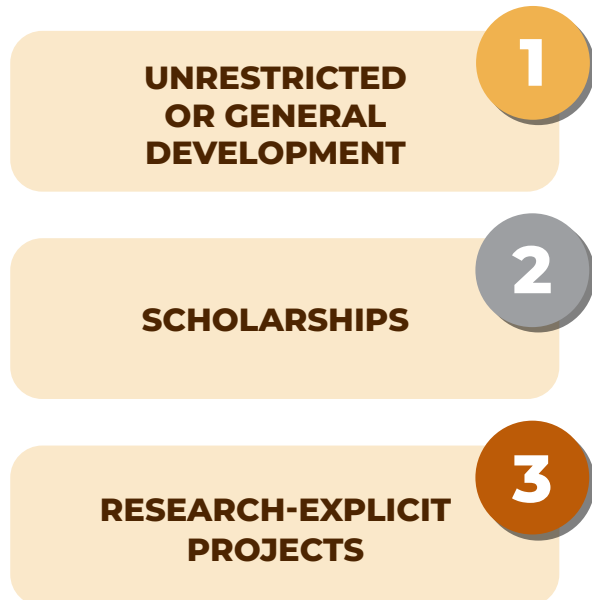 1
UNRESTRICTED
OR GENERAL
DEVELOPMENT
2
SCHOLARSHIPS
3
RESEARCH-EXPLICIT
PROJECTS